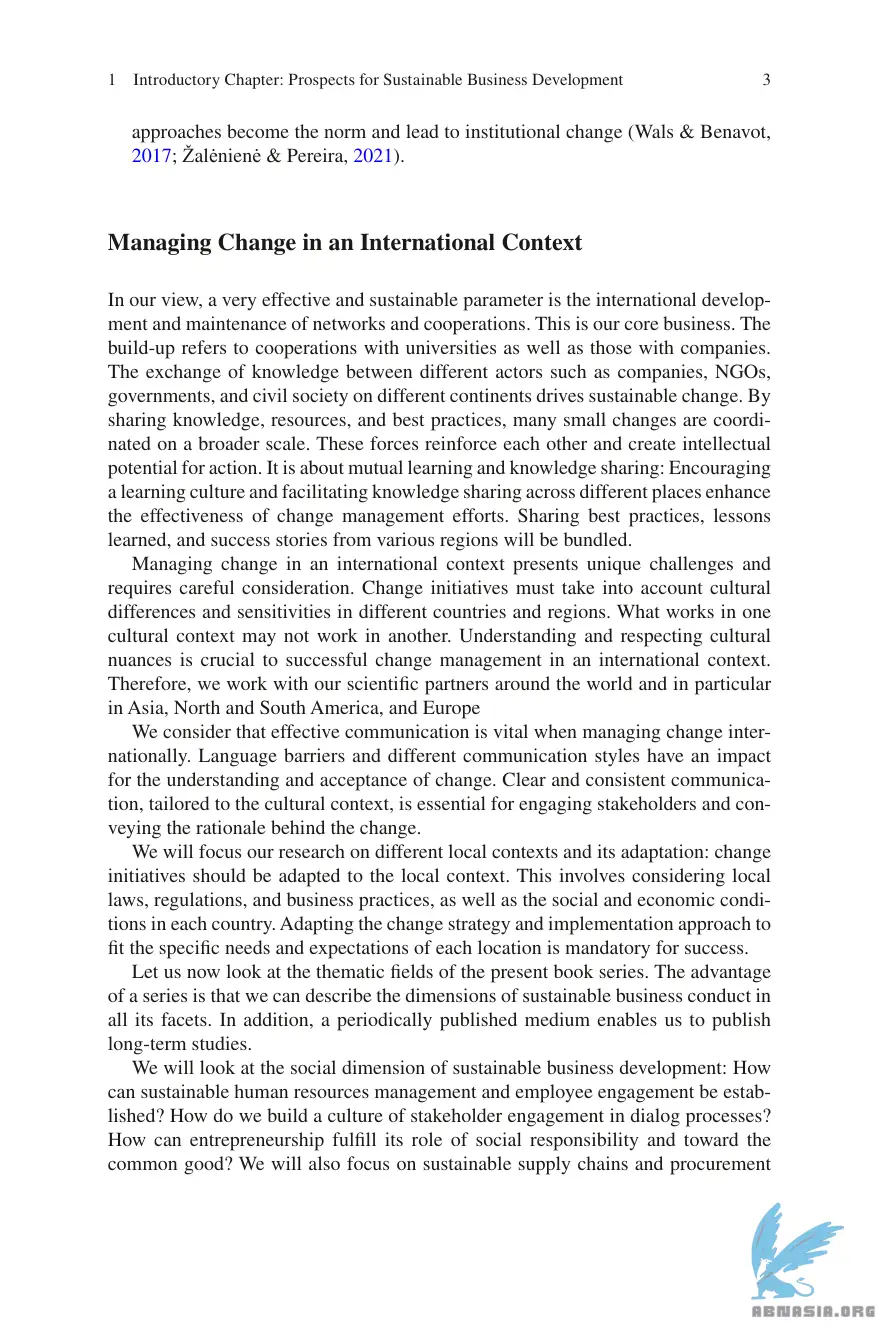 1 Introductory Chapter: Prospects for Sustainable Business Development 3
approaches become the norm and lead to institutional change (Wals & Benavot,
2017; Žalėnienė & Pereira, 2021).
Managing Change in an International Context
In our view, a very effective and sustainable parameter is the international develop-
ment and maintenance of networks and cooperations. This is our core business. The
build-up refers to cooperations with universities as well as those with companies.
The exchange of knowledge between different actors such as companies, NGOs,
governments, and civil society on different continents drives sustainable change. By
sharing knowledge, resources, and best practices, many small changes are coordi-
nated on a broader scale. These forces reinforce each other and create intellectual
potential for action. It is about mutual learning and knowledge sharing: Encouraging
a learning culture and facilitating knowledge sharing across different places enhance
the effectiveness of change management efforts. Sharing best practices, lessons
learned, and success stories from various regions will be bundled.
Managing change in an international context presents unique challenges and
requires careful consideration. Change initiatives must take into account cultural
differences and sensitivities in different countries and regions. What works in one
cultural context may not work in another. Understanding and respecting cultural
nuances is crucial to successful change management in an international context.
Therefore, we work with our scientific partners around the world and in particular
in Asia, North and South America, and Europe
We consider that effective communication is vital when managing change inter-
nationally. Language barriers and different communication styles have an impact
for the understanding and acceptance of change. Clear and consistent communica-
tion, tailored to the cultural context, is essential for engaging stakeholders and con-
veying the rationale behind the change.
We will focus our research on different local contexts and its adaptation: change
initiatives should be adapted to the local context. This involves considering local
laws, regulations, and business practices, as well as the social and economic condi-
tions in each country. Adapting the change strategy and implementation approach to
fit the specific needs and expectations of each location is mandatory for success.
Let us now look at the thematic fields of the present book series. The advantage
of a series is that we can describe the dimensions of sustainable business conduct in
all its facets. In addition, a periodically published medium enables us to publish
long-term studies.
We will look at the social dimension of sustainable business development: How
can sustainable human resources management and employee engagement be estab-
lished? How do we build a culture of stakeholder engagement in dialog processes?
How can entrepreneurship fulfill its role of social responsibility and toward the
common good? We will also focus on sustainable supply chains and procurement
ABNASIA.ORG